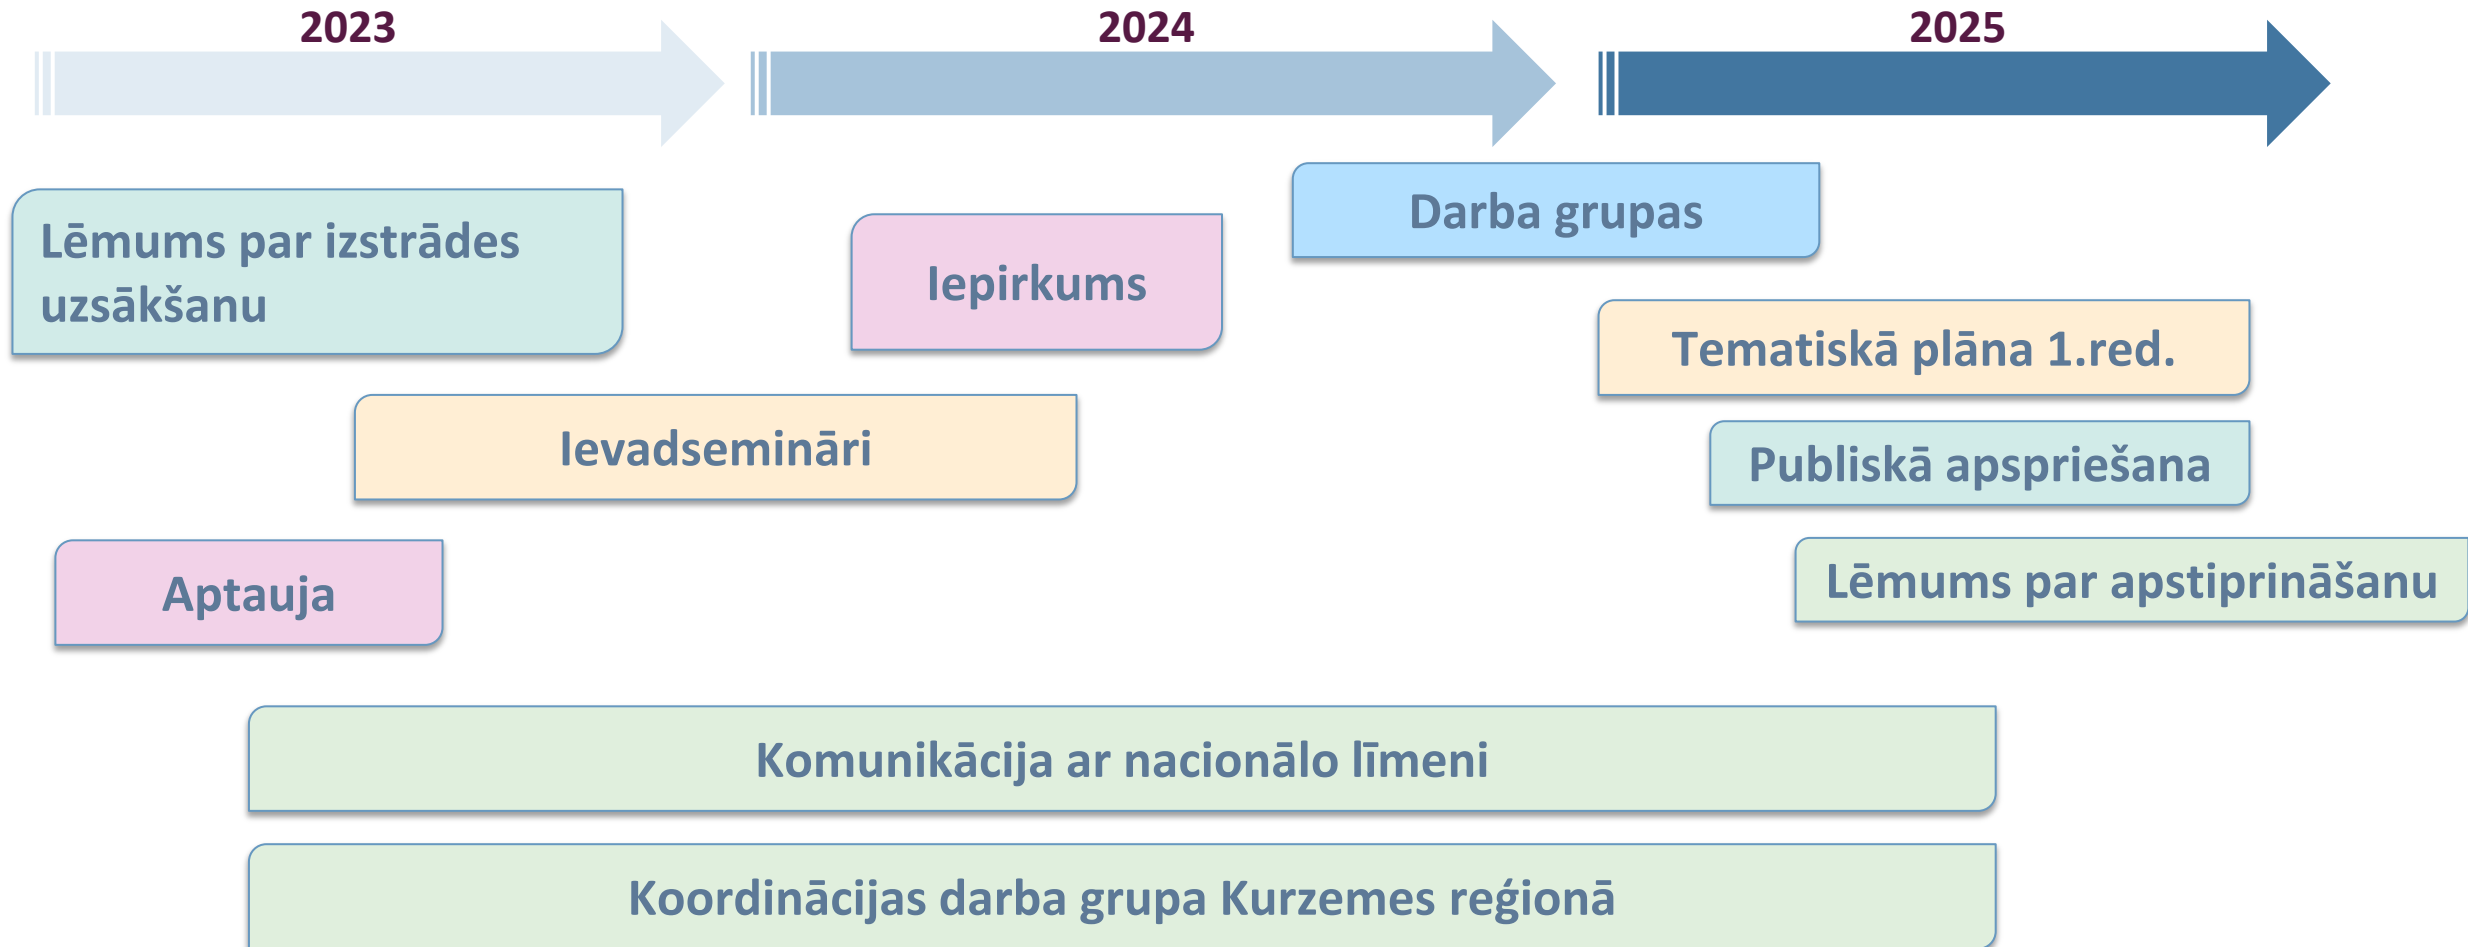 2023
2024
2025
Lēmums par izstrādes
uzsākšanu
Iepirkums
Darba grupas
Tematiskā plāna 1.red.
Ievadsemināri
Publiskā apspriešana
Aptauja
Lēmums par apstiprināšanu
Komunikācija ar nacionālo līmeni
Koordinācijas darba grupa Kurzemes reģionā